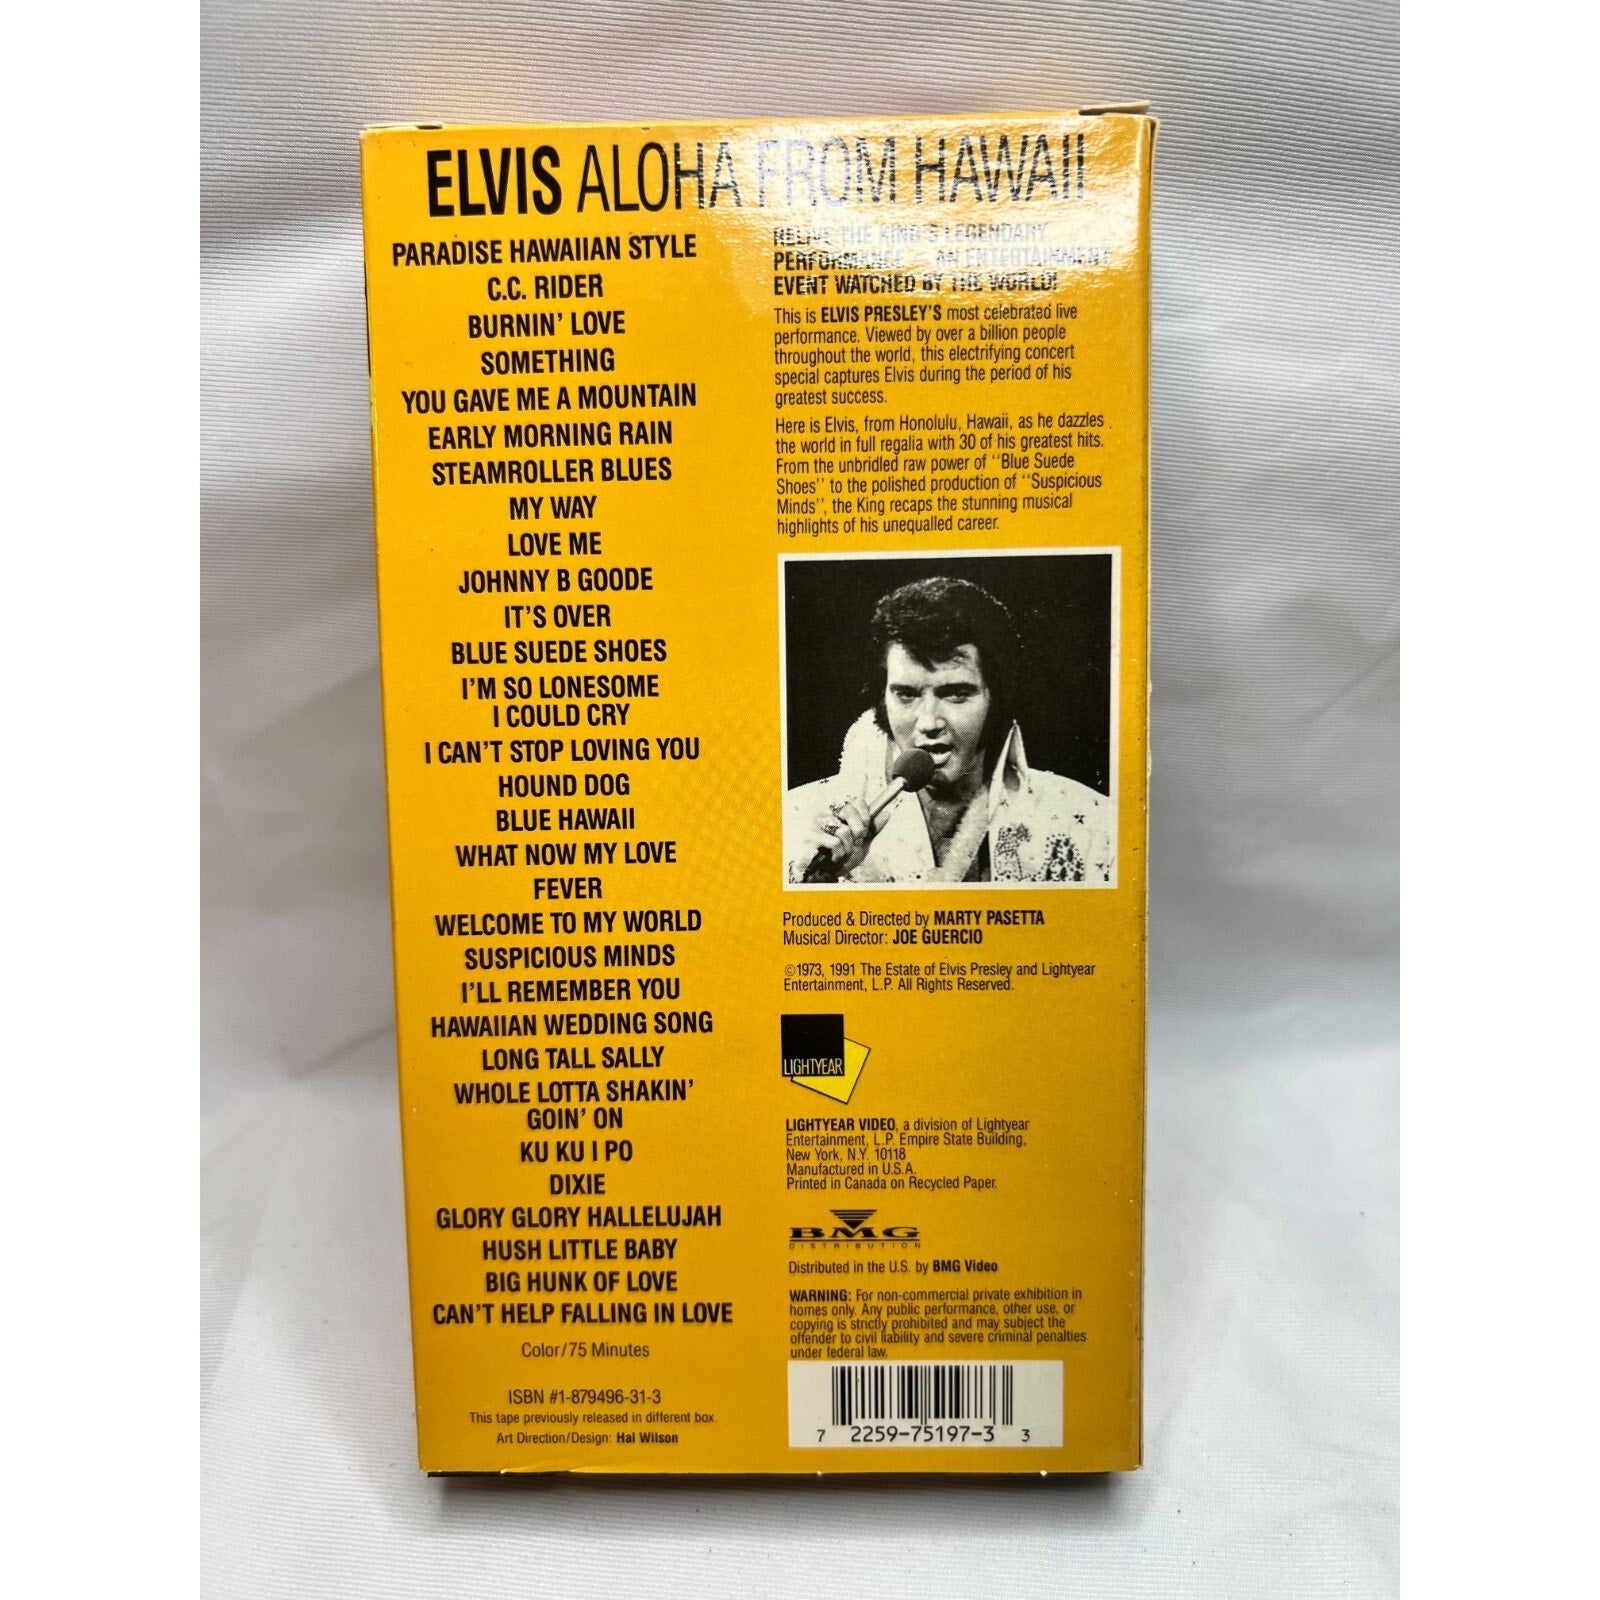 ELVIS ALOHA FROM HAWAII
PARADISE HAWAIIAN STYLE
C.C. RIDER
BURNIN' LOVE
SOMETHING
YOU GAVE ME A MOUNTAIN
EARLY MORNING RAIN
STEAMROLLER BLUES
MY WAY
LOVE ME
JOHNNY B GOODE
IT'S OVER
BLUE SUEDE SHOES
I'M SO LONESOME
I COULD CRY
I CAN'T STOP LOVING YOU
HOUND DOG
BLUE HAWAII
WHAT NOW MY LOVE
FEVER
WELCOME TO MY WORLD
SUSPICIOUS MINDS
I'LL REMEMBER YOU
HAWAIIAN WEDDING SONG
LONG TALL SALLY
WHOLE LOTTA SHAKIN'
GOIN' ON
KU KU I PO
DIXIE
GLORY GLORY HALLELUJAH
HUSH LITTLE BABY
BIG HUNK OF LOVE
CAN'T HELP FALLING IN LOVE
Color/75 Minutes
ISBN #1-879496-31-3
This tape previously released in different box.
Art Direction/Design: Hal Wilson
RELIVE THE KING'S LEGENDARY
PERFORMANCE – AN ENTERTAINMENT
EVENT WATCHED BY THE WORLD!
This is ELVIS PRESLEY'S most celebrated live
performance. Viewed by over a billion people
throughout the world, this electrifying concert
special captures Elvis during the period of his
greatest success.
Here is Elvis, from Honolulu, Hawaii, as he dazzles
the world in full regalia with 30 of his greatest hits.
From the unbridled raw power of ''Blue Suede
Shoes'' to the polished production of ''Suspicious
Minds'', the King recaps the stunning musical
highlights of his unequalled career.
Produced & Directed by MARTY PASETTA
Musical Director: JOE GUERCIO
©1973, 1991 The Estate of Elvis Presley and Lightyear
Entertainment, L.P. All Rights Reserved.
LIGHTYEAR
LIGHTYEAR VIDEO, a division of Lightyear
Entertainment, L.P. Empire State Building,
New York, N.Y. 10118
Manufactured in U.S.A.
Printed in Canada on Recycled Paper.
BMG
DISTRIBUTION
Distributed in the U.S. by BMG Video
WARNING: For non-commercial private exhibition in
homes only. Any public performance, other use, or
copying is strictly prohibited and may subject the
offender to civil liability and severe criminal penalties
under federal law.
7 2259-75197-3 3